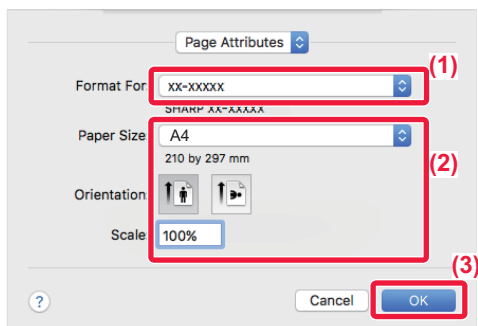 Page Attributes
(1)
Format For: xx-xxxxx
SHARP xx-xxxxx
Paper Size: A4
210 by 297 mm
(2)
Orientation:
Scale: 100%
(3)
? Cancel OK